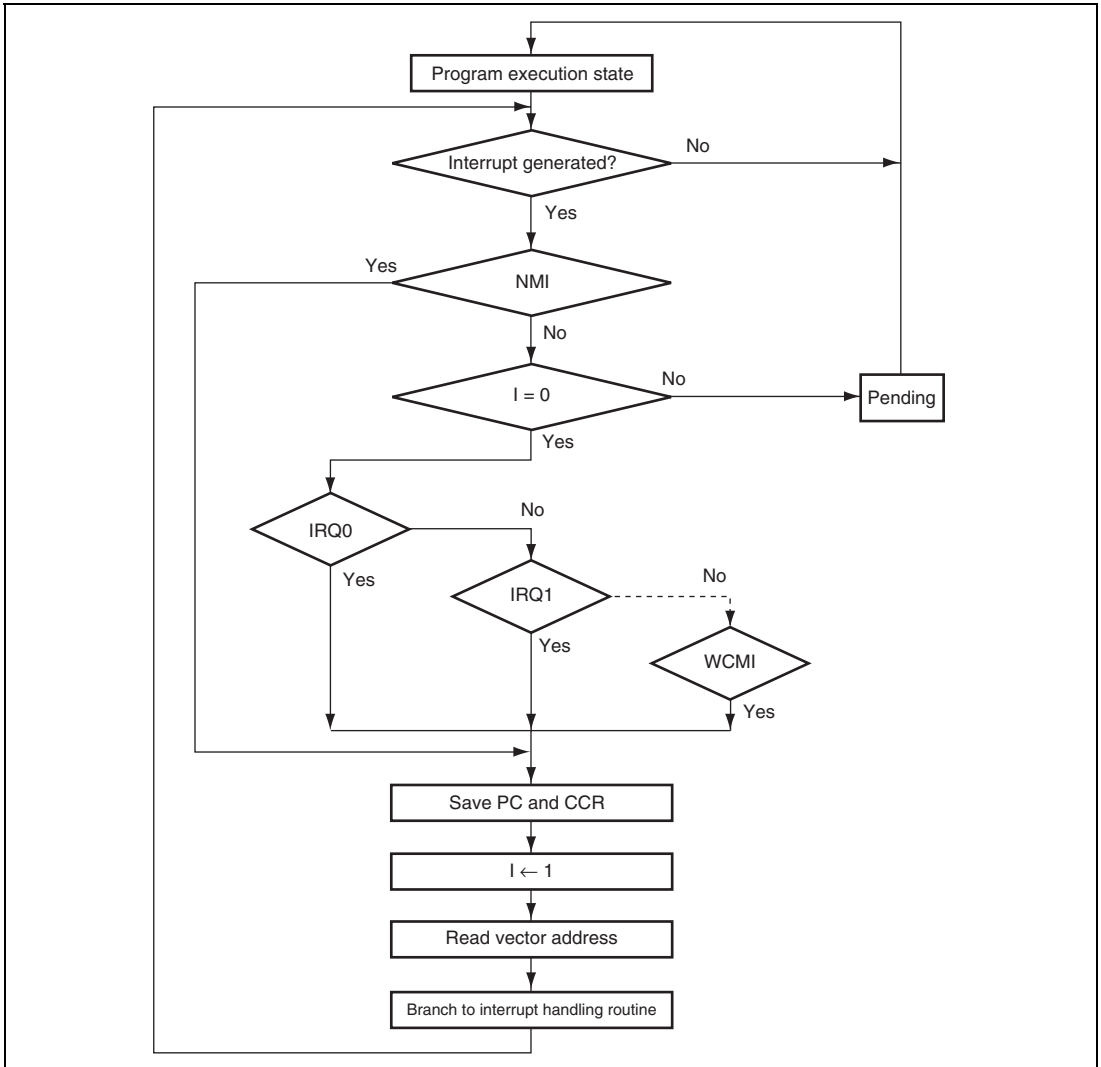 Program execution state
Interrupt generated?
No
Yes
Yes
NMI
No
I = 0
No
Pending
Yes
IRQ0
No
Yes
IRQ1
No
Yes
WCMI
Yes
Save PC and CCR
I ← 1
Read vector address
Branch to interrupt handling routine